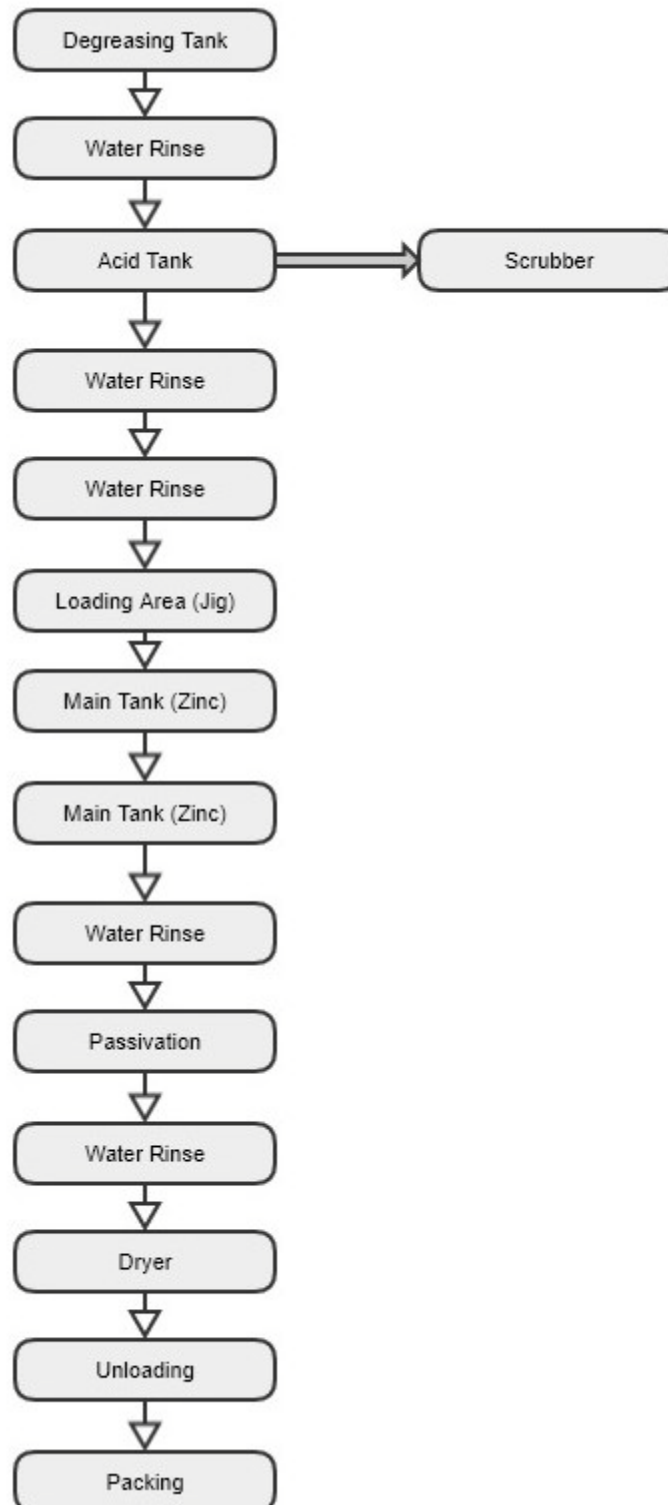 Degreasing Tank
Water Rinse
Acid Tank
Scrubber
Water Rinse
Water Rinse
Loading Area (Jig)
Main Tank (Zinc)
Main Tank (Zinc)
Water Rinse
Passivation
Water Rinse
Dryer
Unloading
Packing